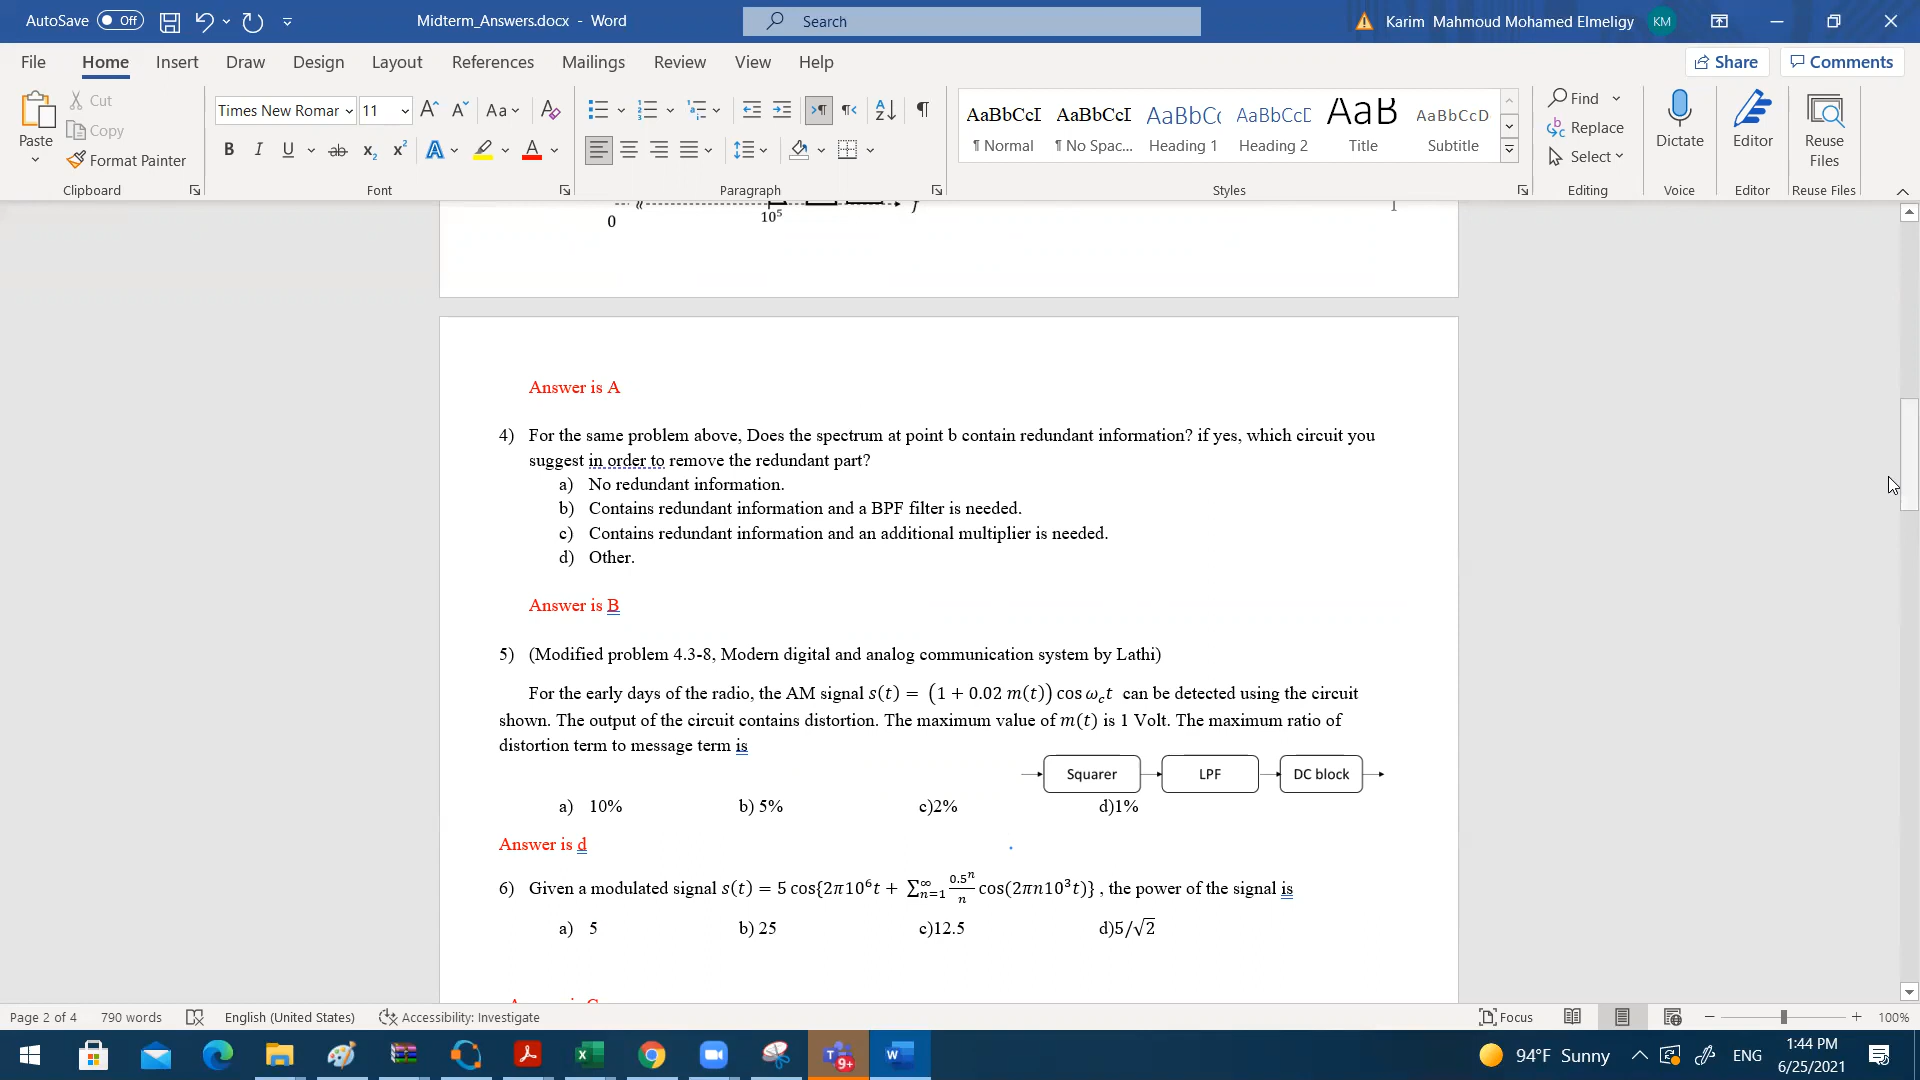 AutoSave Off Midterm_Answers.docx - Word Search Karim Mahmoud Mohamed Elmeligy KM
File Home Insert Draw Design Layout References Mailings Review View Help Share Comments
Paste Cut Copy Format Painter Clipboard
Times New Romar 11 A^ A˅ Aa A
B I U ab x₂ x² A A Font
Paragraph
AaBbCcI AaBbCcI AaBbC( AaBbCcD AaB AaBbCcD
¶ Normal ¶ No Spac... Heading 1 Heading 2 Title Subtitle
Styles
Find Replace Select Editing
Dictate Voice
Editor Editor
Reuse Files Reuse Files
0 10⁵ f 1
Answer is A
4) For the same problem above, Does the spectrum at point b contain redundant information? if yes, which circuit you
suggest in order to remove the redundant part?
a) No redundant information.
b) Contains redundant information and a BPF filter is needed.
c) Contains redundant information and an additional multiplier is needed.
d) Other.
Answer is B
5) (Modified problem 4.3-8, Modern digital and analog communication system by Lathi)
For the early days of the radio, the AM signal s(t) = (1 + 0.02 m(t)) cos ω_c t can be detected using the circuit
shown. The output of the circuit contains distortion. The maximum value of m(t) is 1 Volt. The maximum ratio of
distortion term to message term is
Squarer LPF DC block
a) 10% b) 5% c)2% d)1%
Answer is d
6) Given a modulated signal s(t) = 5 cos{2π10⁶t + ∑_{n=1}^{∞} 0.5ⁿ/n cos(2πn10³t)} , the power of the signal is
a) 5 b) 25 c)12.5 d)5/√2
Page 2 of 4 790 words English (United States) Accessibility: Investigate Focus 100%
9+ 94°F Sunny ENG 1:44 PM
6/25/2021